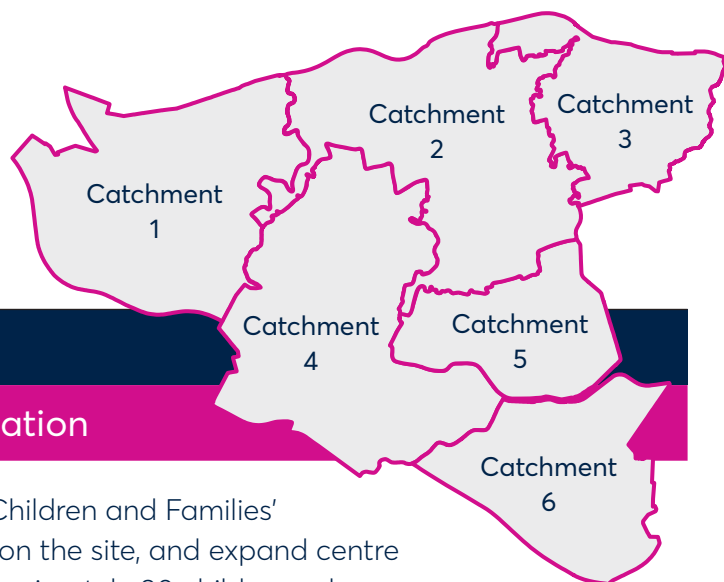 Catchment
1
Catchment
2
Catchment
3
Catchment
4
Catchment
5
Catchment
6
ation
Children and Families'
on the site, and expand centre